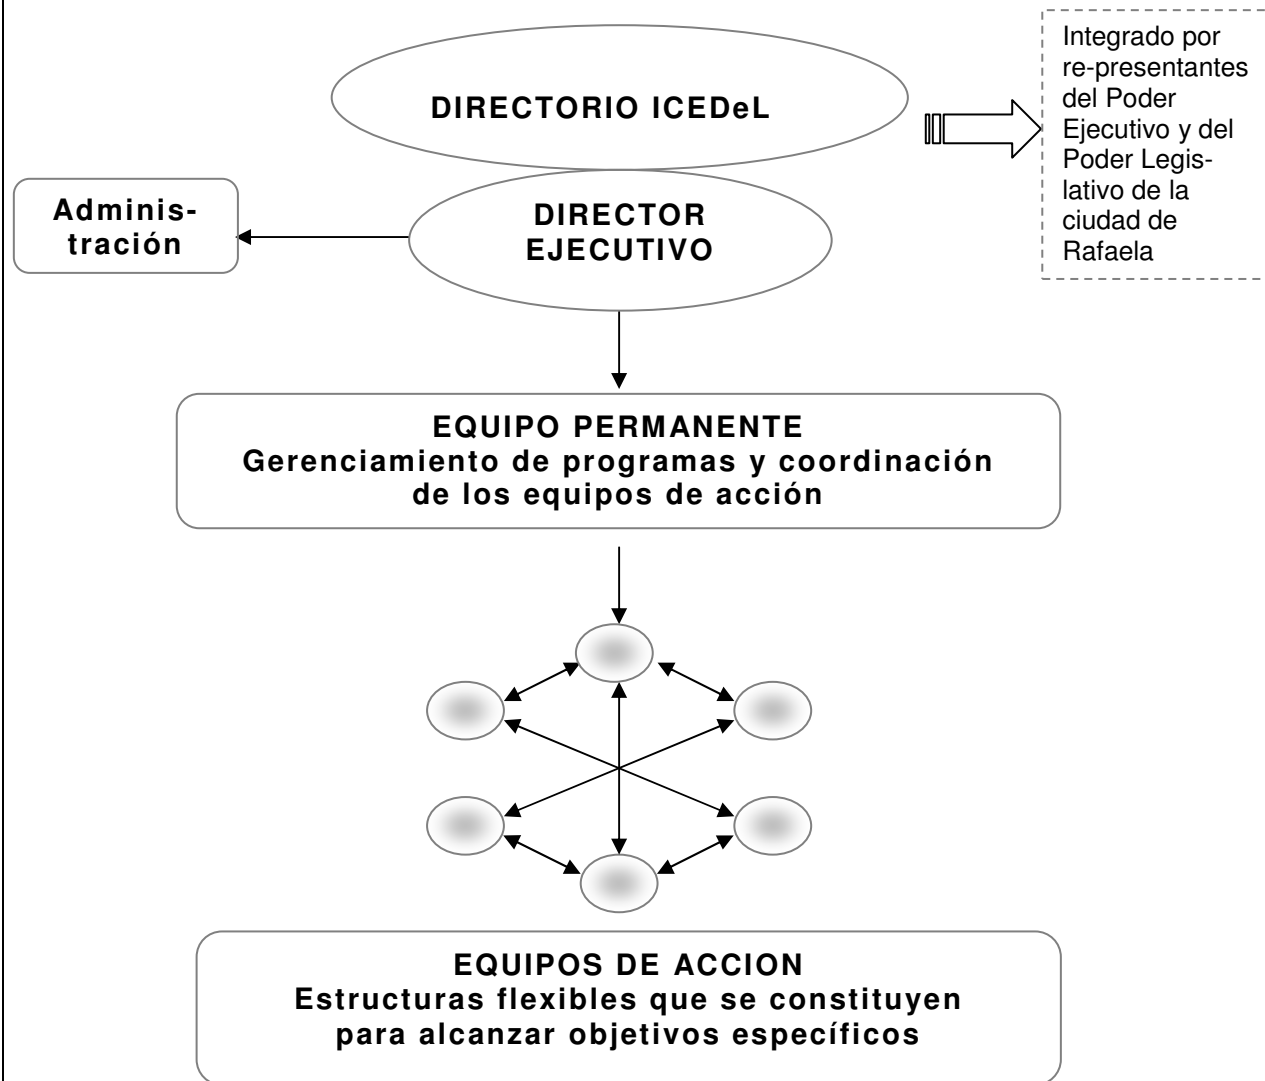 DIRECTORIO ICEDeL
Integrado por
re-presentantes
del Poder
Ejecutivo y del
Poder Legis-
lativo de la
ciudad de
Rafaela
Adminis-
tración
DIRECTOR
EJECUTIVO
EQUIPO PERMANENTE
Gerenciamiento de programas y coordinación
de los equipos de acción
EQUIPOS DE ACCION
Estructuras flexibles que se constituyen
para alcanzar objetivos específicos